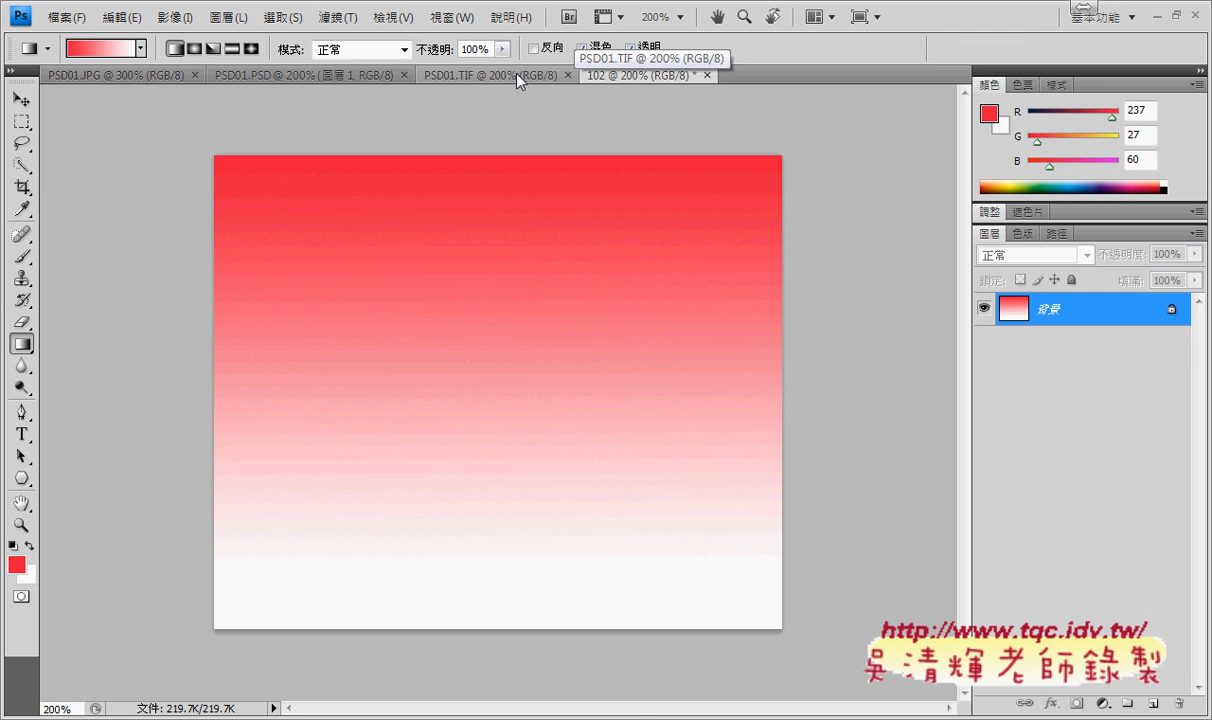 Ps 檔案(F) 編輯(E) 影像(I) 圖層(L) 選取(S) 濾鏡(T) 檢視(V) 視窗(W) 說明(H) Br 200% 基本功能
模式: 正常 不透明: 100% 反向 混色 透明
PSD01.TIF @ 200% (RGB/8)
PSD01.JPG @ 300% (RGB/8) PSD01.PSD @ 200% (圖層 1, RGB/8) PSD01.TIF @ 200% (RGB/8) 102 @ 200% (RGB/8) *
顏色 色票 樣式
R 237
G 27
B 60
調整 遮色片
圖層 色版 路徑
正常 不透明度: 100%
鎖定: 填滿: 100%
背景
T
http://www.tqc.idv.tw/
吳清輝老師錄製
200% 文件: 219.7K/219.7K fx